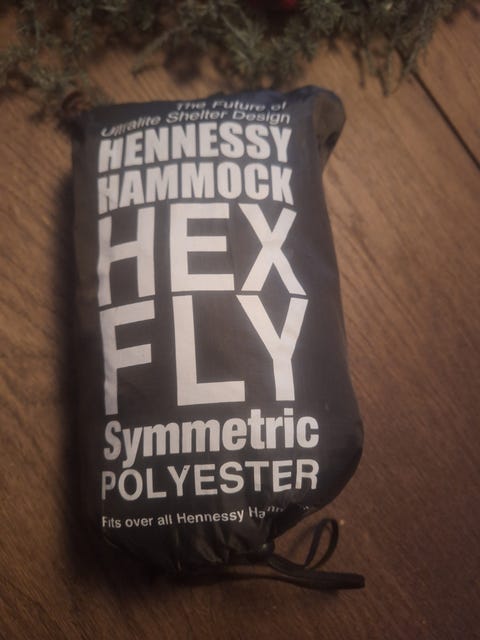 The Future of
Ultralite Shelter Design
HENNESSY
HAMMOCK
HEX
FLY
Symmetric
POLYESTER
Fits over all Hennessy